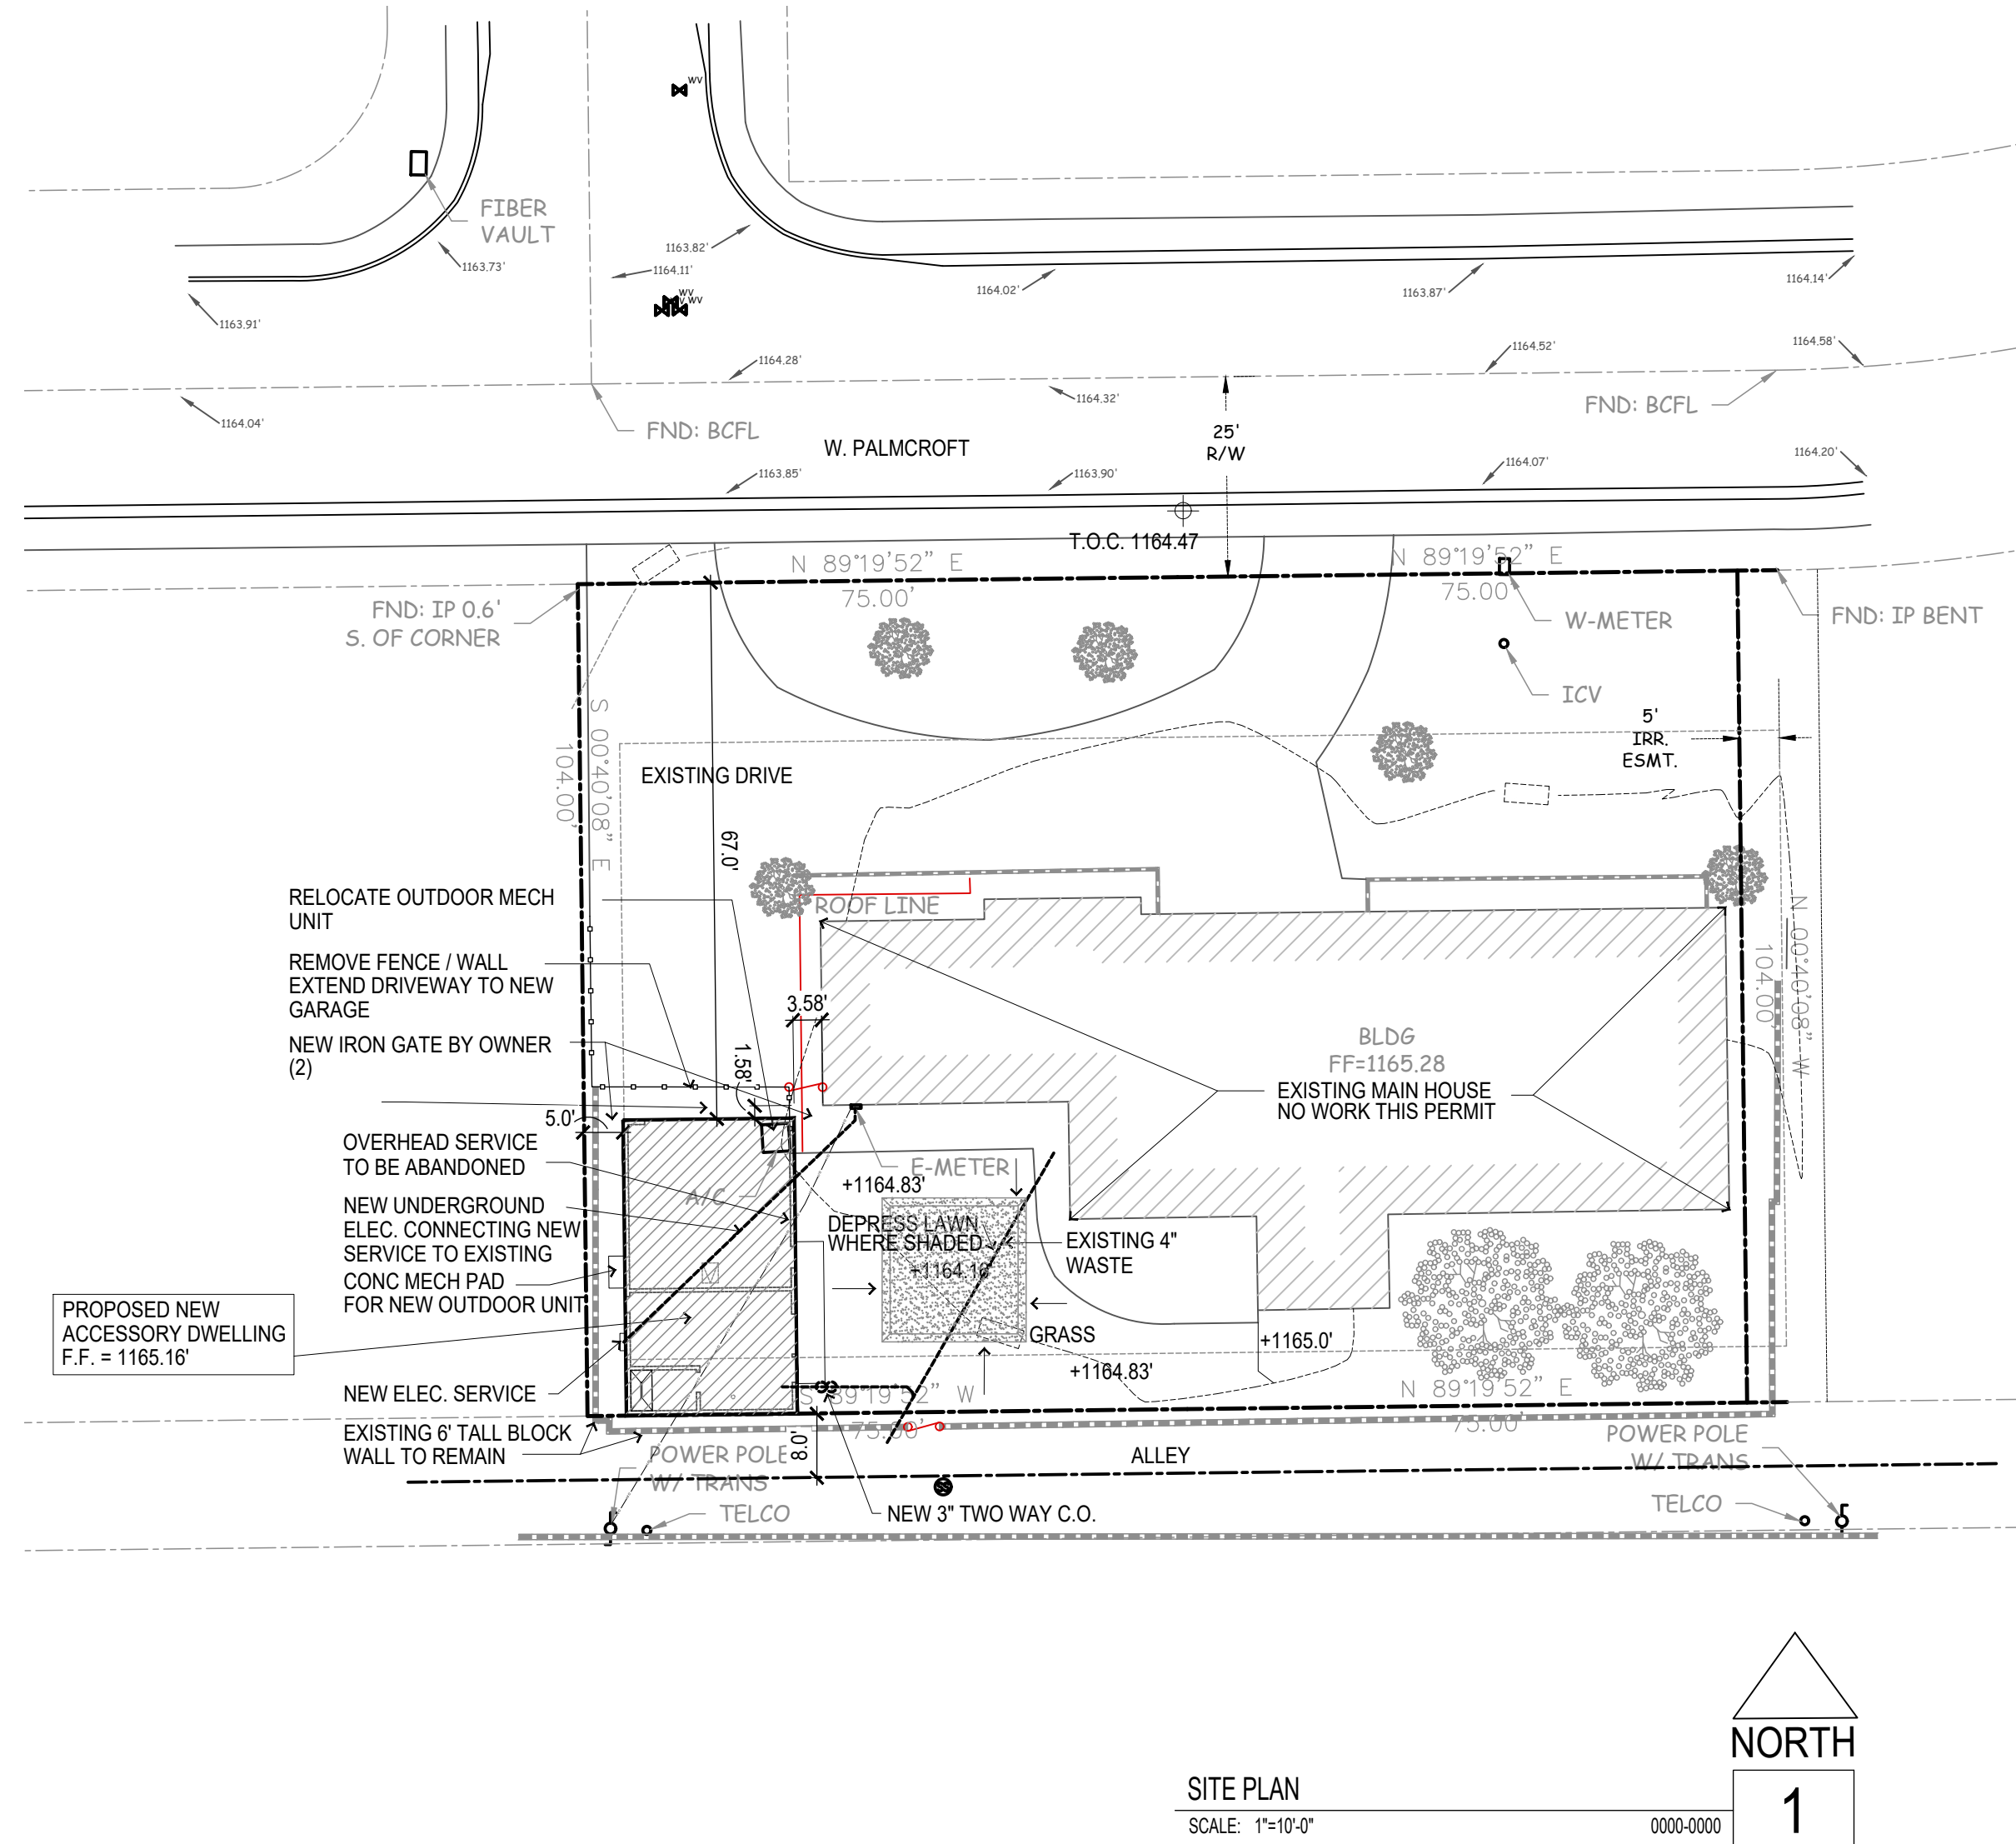 WV
FIBER
VAULT
1163.82'
1163.73'
1164.11'
WV
WV
1164.02'
1163.87'
1164.14'
1163.91'
1164.28'
1164.52'
1164.58'
1164.04'
1164.32'
FND: BCFL
FND: BCFL
W. PALMCROFT
25'
R/W
1163.85'
1163.90'
1164.07'
1164.20'
T.O.C. 1164.47
N 89°19'52" E
75.00'
N 89°19'52" E
75.00'
FND: IP 0.6'
S. OF CORNER
W-METER
FND: IP BENT
ICV
S 00°40'08" E
104.00'
5'
IRR.
ESMT.
EXISTING DRIVE
67.0'
RELOCATE OUTDOOR MECH
UNIT
ROOF LINE
N 00°40'08" W
104.00'
REMOVE FENCE / WALL
EXTEND DRIVEWAY TO NEW
GARAGE
3.58'
NEW IRON GATE BY OWNER
(2)
1.58'
BLDG
FF=1165.28
EXISTING MAIN HOUSE
NO WORK THIS PERMIT
5.0'
OVERHEAD SERVICE
TO BE ABANDONED
E-METER
A/C
+1164.83'
NEW UNDERGROUND
ELEC. CONNECTING NEW
SERVICE TO EXISTING
DEPRESS LAWN
WHERE SHADED
+1164.16'
EXISTING 4"
WASTE
CONC MECH PAD
FOR NEW OUTDOOR UNIT
M
PROPOSED NEW
ACCESSORY DWELLING
F.F. = 1165.16'
GRASS
+1165.0'
+1164.83'
NEW ELEC. SERVICE
S 89°19'52" W
75.00'
N 89°19'52" E
75.00'
EXISTING 6' TALL BLOCK
WALL TO REMAIN
8.0'
ALLEY
POWER POLE
W/ TRANS
POWER POLE
W/ TRANS
SS
TELCO
NEW 3" TWO WAY C.O.
TELCO
NORTH
SITE PLAN
1
SCALE: 1"=10'-0"
0000-0000